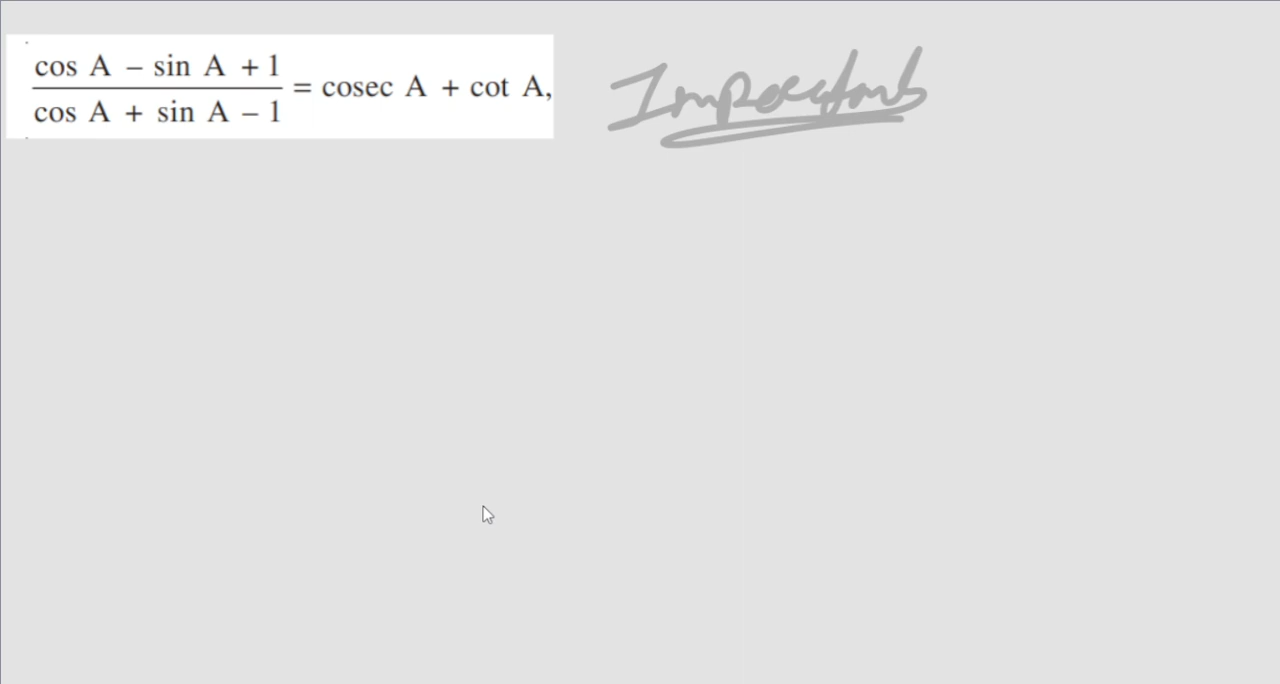 cos A – sin A + 1
cos A + sin A – 1
= cosec A + cot A,
Important